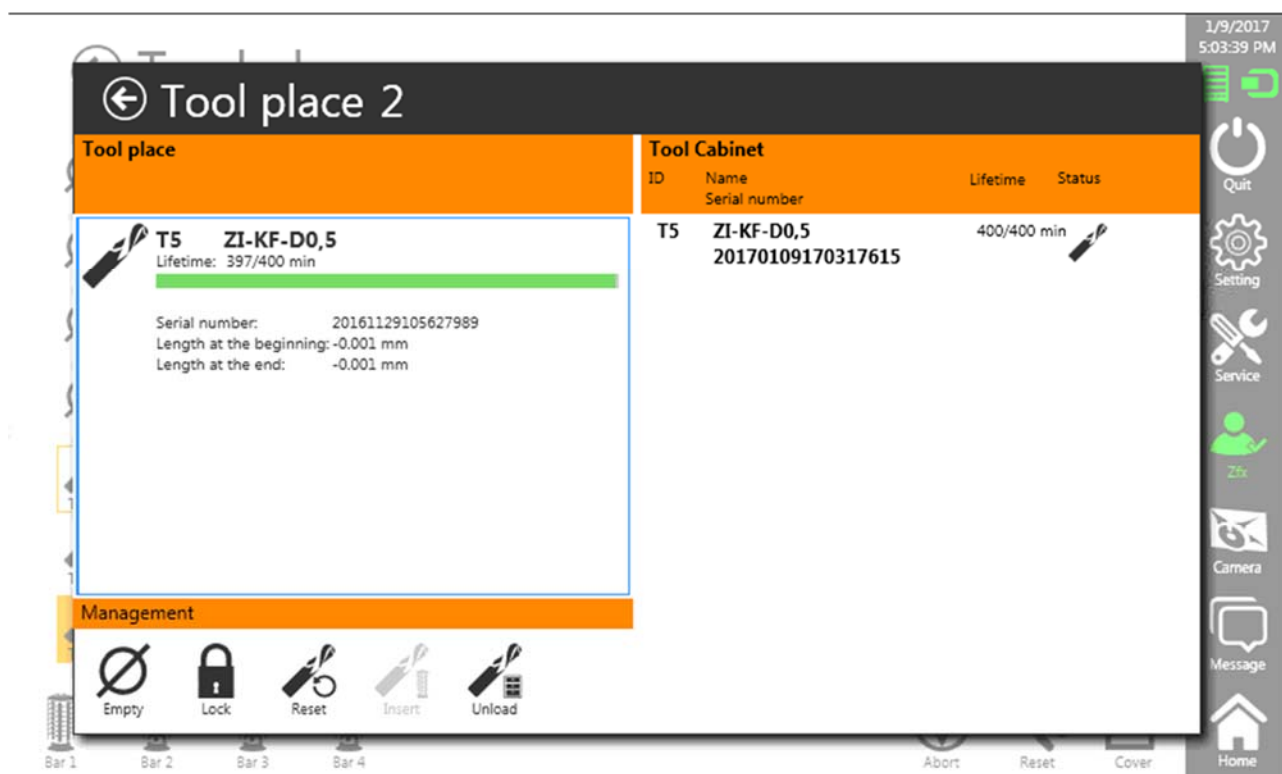 1/9/2017
5:03:39 PM
Tool place 2
Tool place
Tool Cabinet
ID Name Lifetime Status
Serial number
T5 ZI-KF-D0,5
Lifetime: 397/400 min
Serial number: 20161129105627989
Length at the beginning: -0.001 mm
Length at the end: -0.001 mm
T5 ZI-KF-D0,5 400/400 min
20170109170317615
Management
Empty Lock Reset Insert Unload
Bar 1 Bar 2 Bar 3 Bar 4 Abort Reset Cover
Quit
Setting
Service
Zfx
Camera
Message
Home